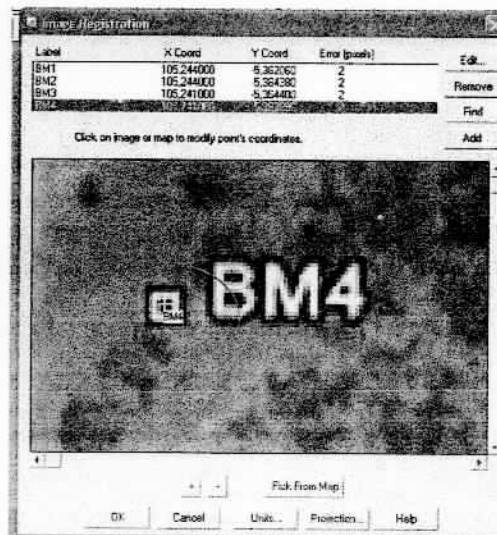 Image Registration
Label X Coord Y Coord Error (pixels)
BM1 105,244000 -5,362060 2
BM2 105,244000 -5,364380 2
BM3 105,241000 -5,364400 2
BM4
Edit...
Remove
Find
Add
Click on image or map to modify point's coordinates.
BM4
BM4
+ -
Pick From Map
OK Cancel Units... Projection... Help